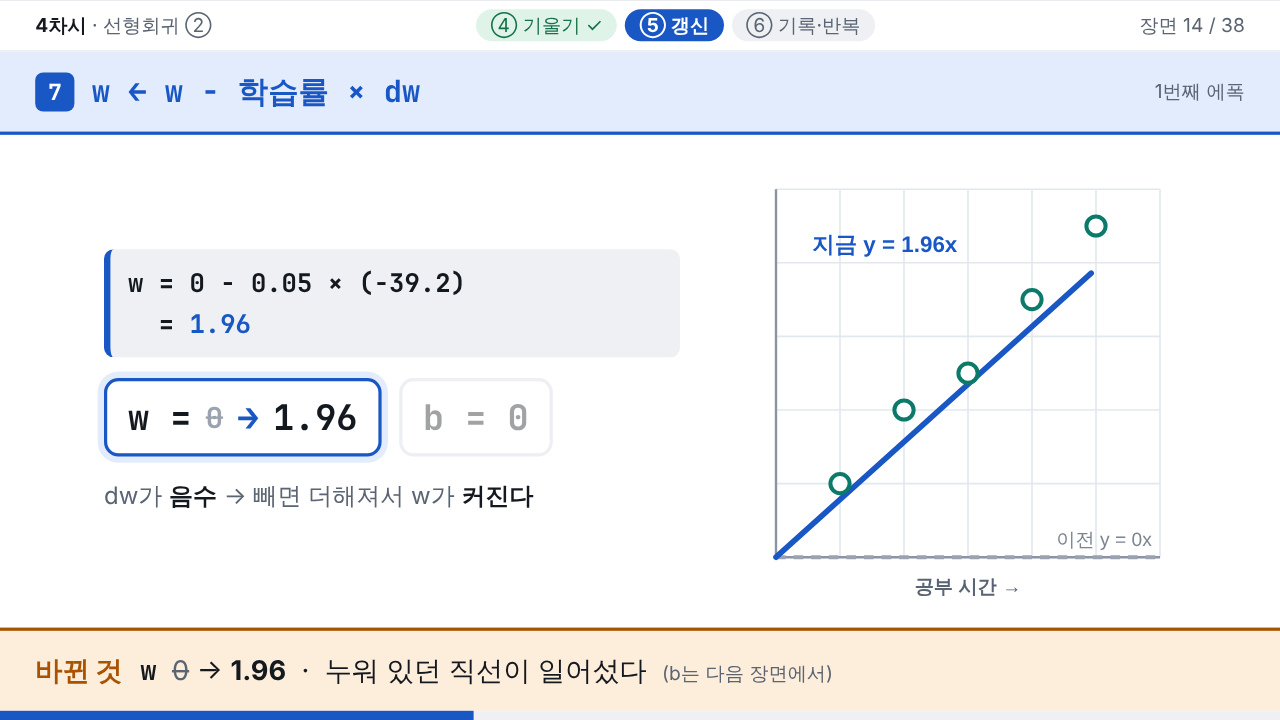 4차시 · 선형회귀 ②
④ 기울기 ✓
⑤ 갱신
⑥ 기록·반복
장면 14 / 38
7 w ← w - 학습률 × dw
1번째 에폭
w = 0 - 0.05 × (-39.2)
= 1.96
w = 0 → 1.96
b = 0
dw가 음수 → 빼면 더해져서 w가 커진다
지금 y = 1.96x
이전 y = 0x
공부 시간 →
바뀐 것 w 0 → 1.96 · 누워 있던 직선이 일어섰다 (b는 다음 장면에서)